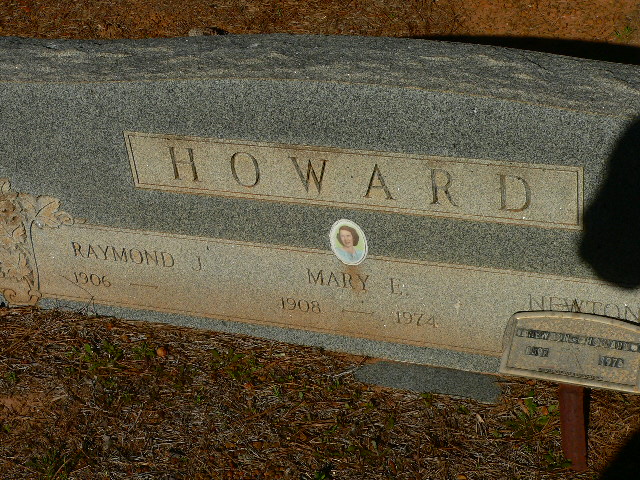 HOWARD
RAYMOND J
1906 —
MARY E.
1908 — 1974
NEWTON